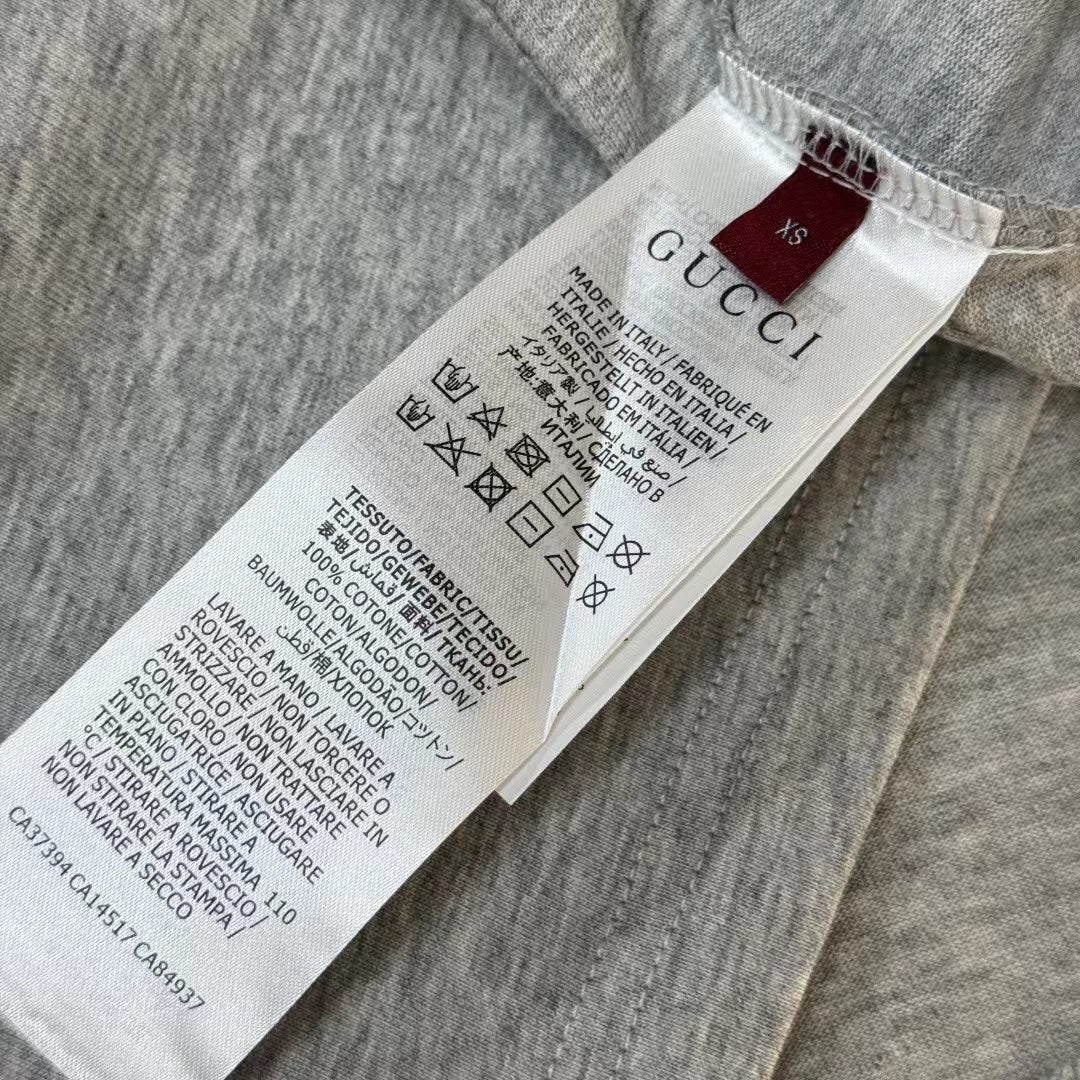 XS
GUCCI
MADE IN ITALY / FABRIQUÉ EN
ITALIE / HECHO EN ITALIA /
HERGESTELLT IN ITALIEN /
FABRICADO EM ITÁLIA /
イタリア製 / صنع في إيطاليا /
产地:意大利 / СДЕЛАНО В
ИТАЛИИ
TESSUTO/FABRIC/TISSU/
TEJIDO/GEWEBE/TECIDO/
表地/قماش/面料/ТКАНЬ:
100% COTONE/COTTON/
COTON/ALGODON/
BAUMWOLLE/ALGODÃO/コットン/
قطن/棉/ХЛОПОК
LAVARE A MANO / LAVARE A
ROVESCIO / NON TORCERE O
STRIZZARE / NON LASCIARE IN
AMMOLLO / NON TRATTARE
CON CLORO / NON USARE
ASCIUGATRICE / ASCIUGARE
IN PIANO / STIRARE A
TEMPERATURA MASSIMA 110
°C / STIRARE A ROVESCIO /
NON STIRARE LA STAMPA /
NON LAVARE A SECCO
CA37394 CA14517 CA84937